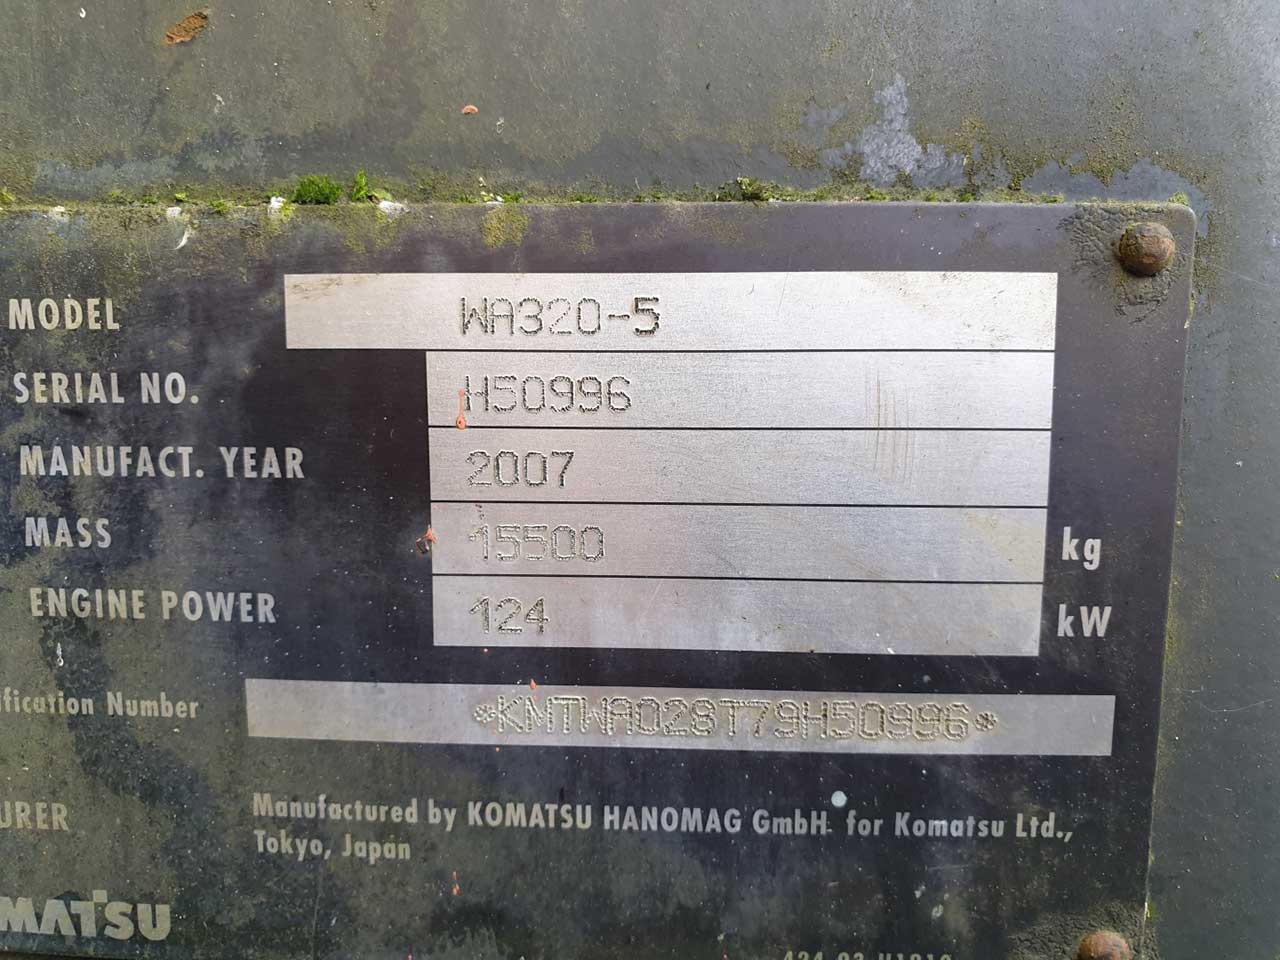 MODEL WA320-5
SERIAL NO. H50996
MANUFACT. YEAR 2007
MASS 15500 kg
ENGINE POWER 124 kW
ification Number *KMTWA028T79H50996*
URER Manufactured by KOMATSU HANOMAG GmbH for Komatsu Ltd.,
Tokyo, Japan
MATSU